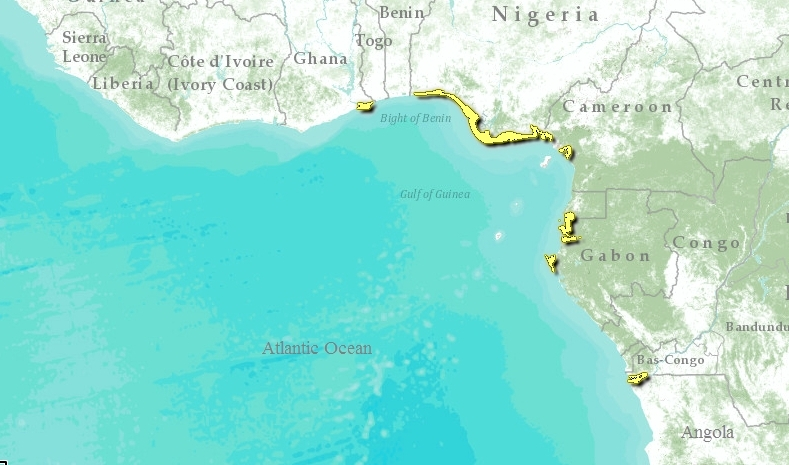 Guinea
Benin
Nigeria
Sierra
Leone
Togo
Côte d'Ivoire
(Ivory Coast)
Ghana
Liberia
Cameroon
Bight of Benin
Gulf of Guinea
Gabon
Congo
Bandundu
Atlantic Ocean
Bas-Congo
Angola